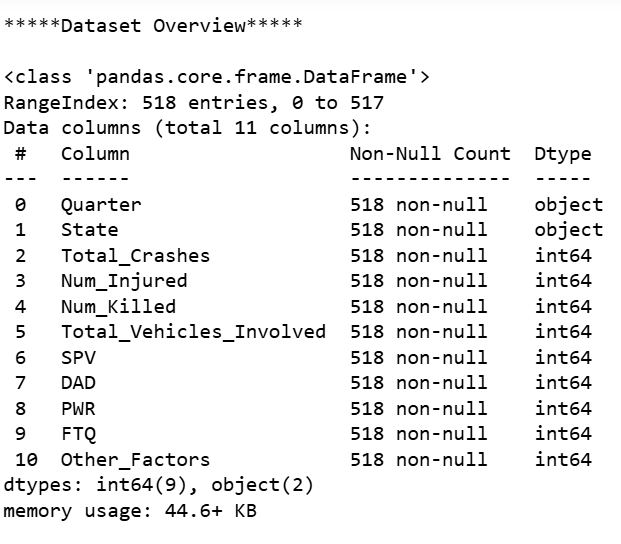 *****Dataset Overview*****
<class 'pandas.core.frame.DataFrame'>
RangeIndex: 518 entries, 0 to 517
Data columns (total 11 columns):
 #   Column                   Non-Null Count  Dtype
---  ------                   --------------  -----
 0   Quarter                  518 non-null    object
 1   State                    518 non-null    object
 2   Total_Crashes            518 non-null    int64
 3   Num_Injured              518 non-null    int64
 4   Num_Killed               518 non-null    int64
 5   Total_Vehicles_Involved  518 non-null    int64
 6   SPV                      518 non-null    int64
 7   DAD                      518 non-null    int64
 8   PWR                      518 non-null    int64
 9   FTQ                      518 non-null    int64
 10  Other_Factors            518 non-null    int64
dtypes: int64(9), object(2)
memory usage: 44.6+ KB